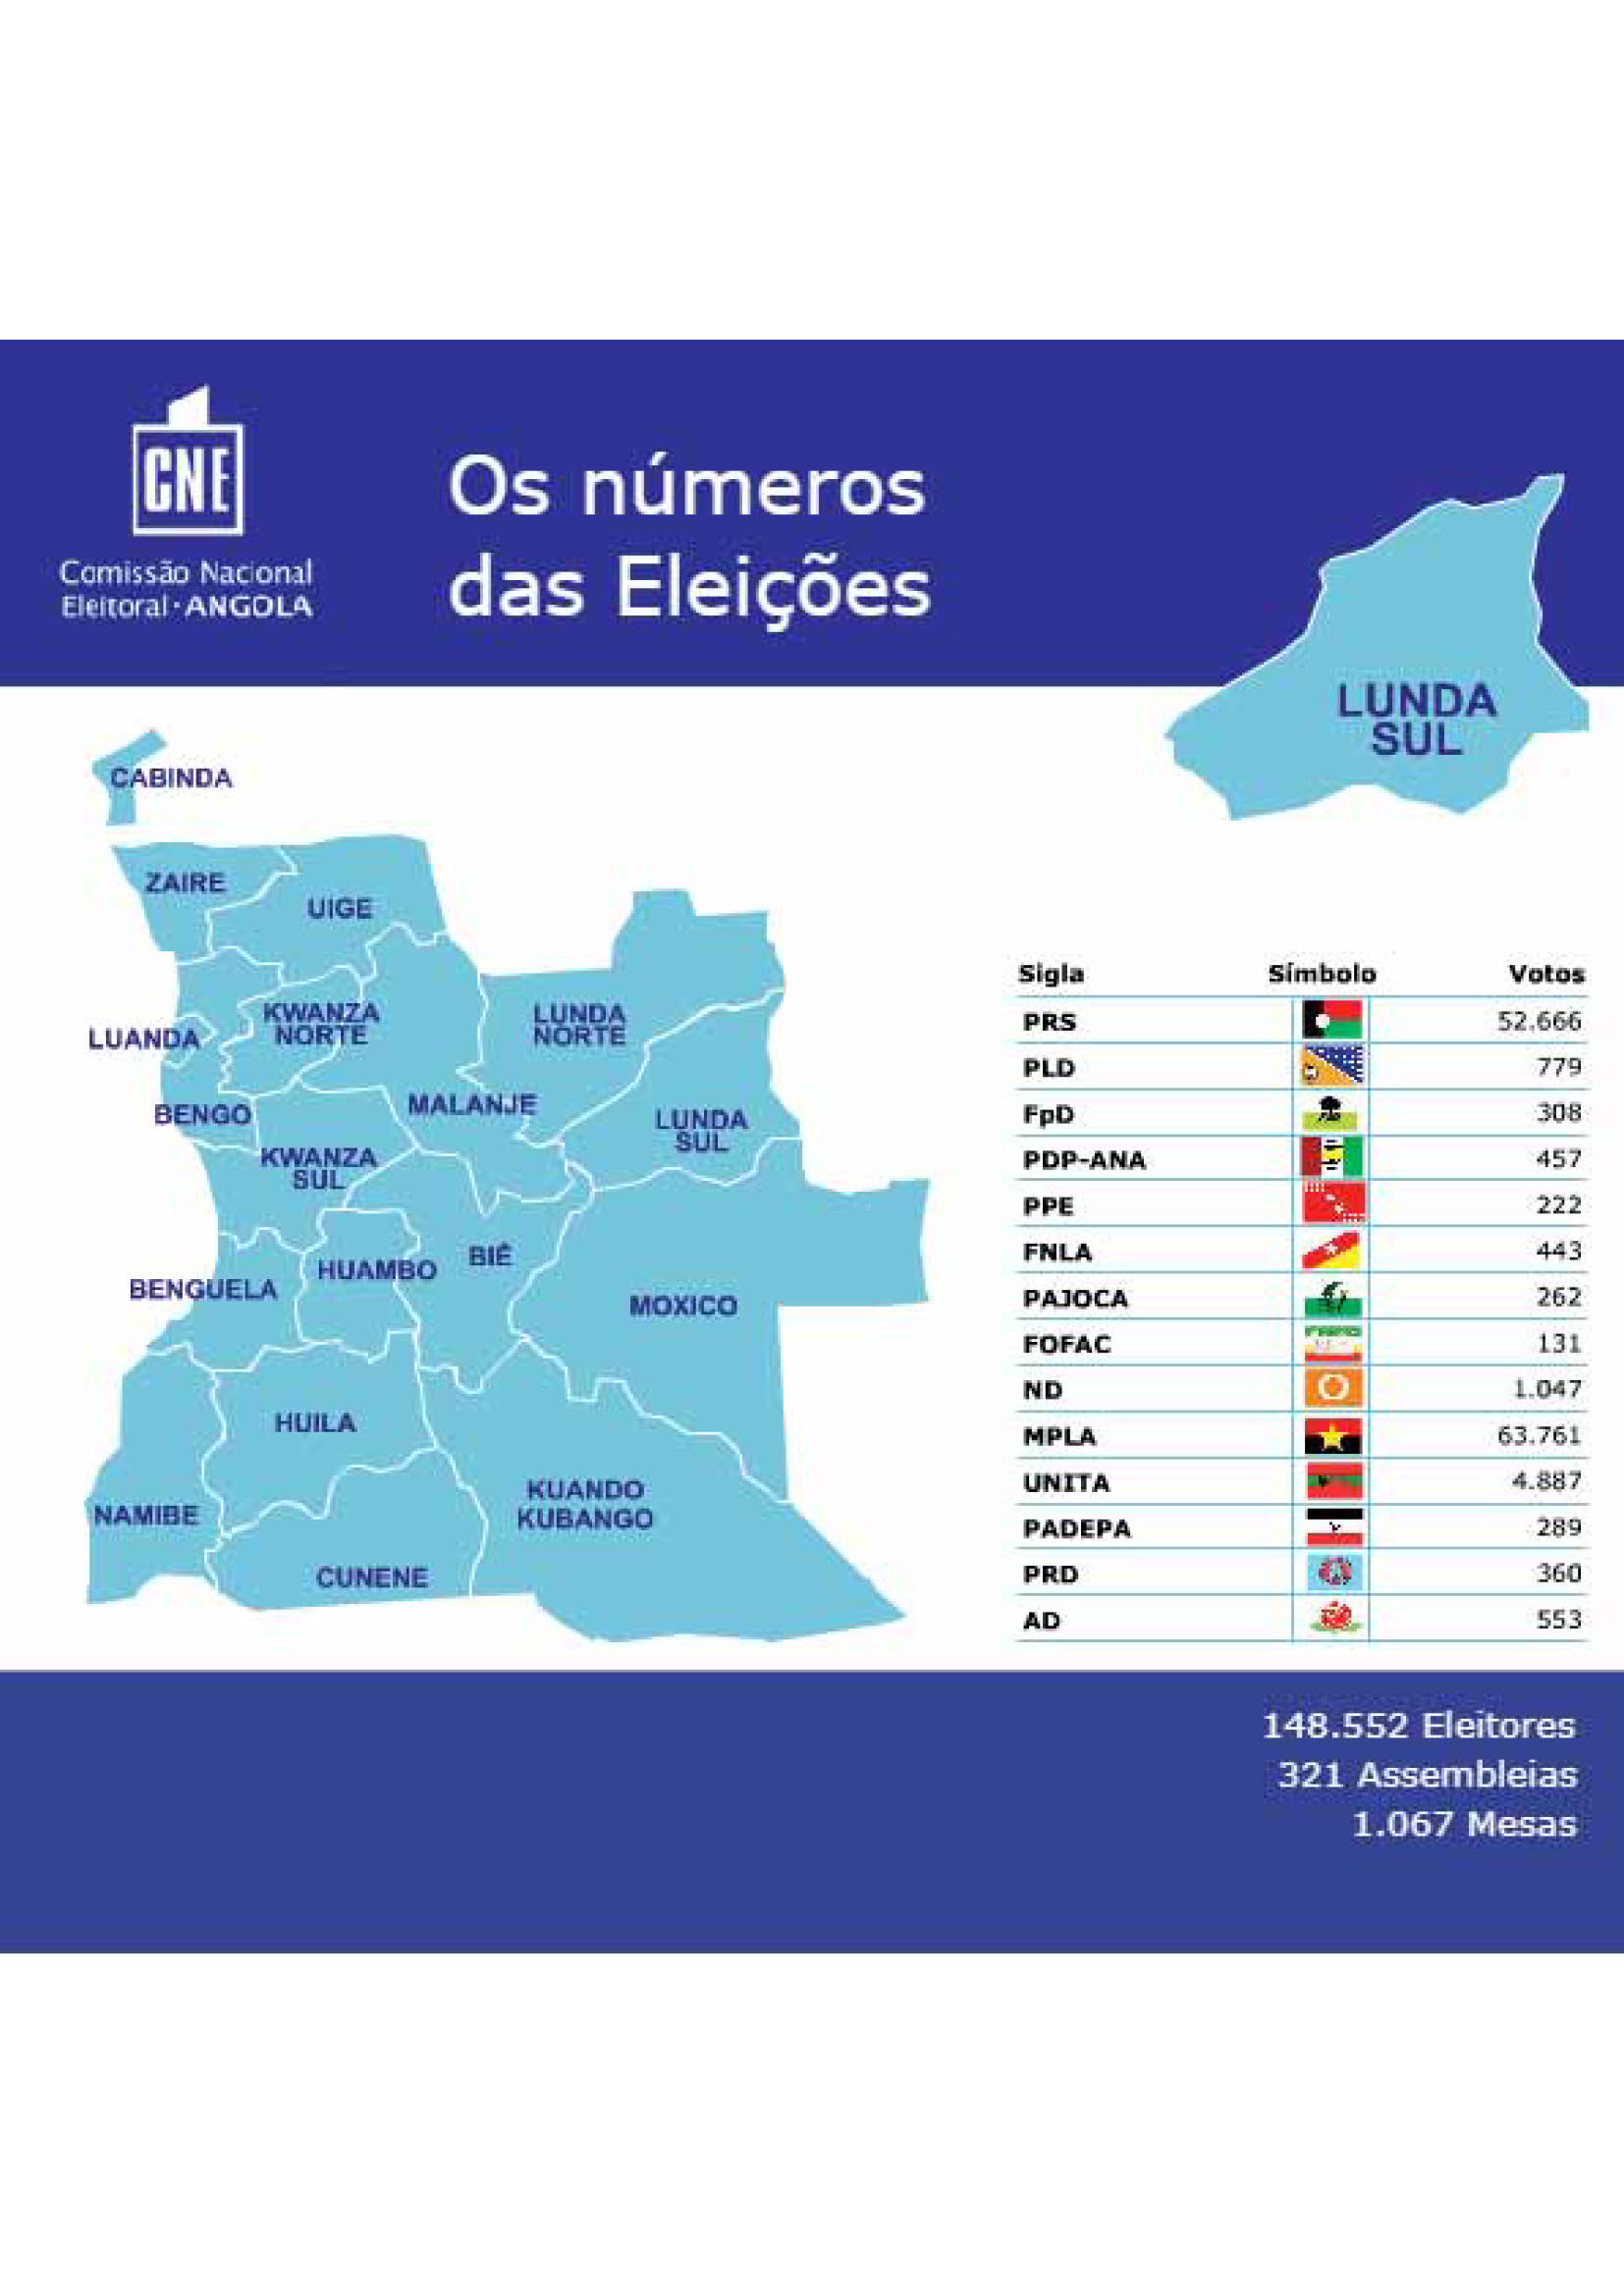 CNE
Comissão Nacional
Eleitoral·ANGOLA
Os números
das Eleições
LUNDA
SUL
CABINDA
ZAIRE
UIGE
KWANZA
NORTE
LUANDA
LUNDA
NORTE
BENGO
MALANJE
LUNDA
SUL
KWANZA
SUL
BENGUELA
HUAMBO
BIÉ
MOXICO
HUILA
NAMIBE
KUANDO
KUBANGO
CUNENE
Sigla Símbolo Votos
PRS 52.666
PLD 779
FpD 308
PDP-ANA 457
PPE 222
FNLA 443
PAJOCA 262
FOFAC 131
ND 1.047
MPLA 63.761
UNITA 4.887
PADEPA 289
PRD 360
AD 553
148.552 Eleitores
321 Assembleias
1.067 Mesas